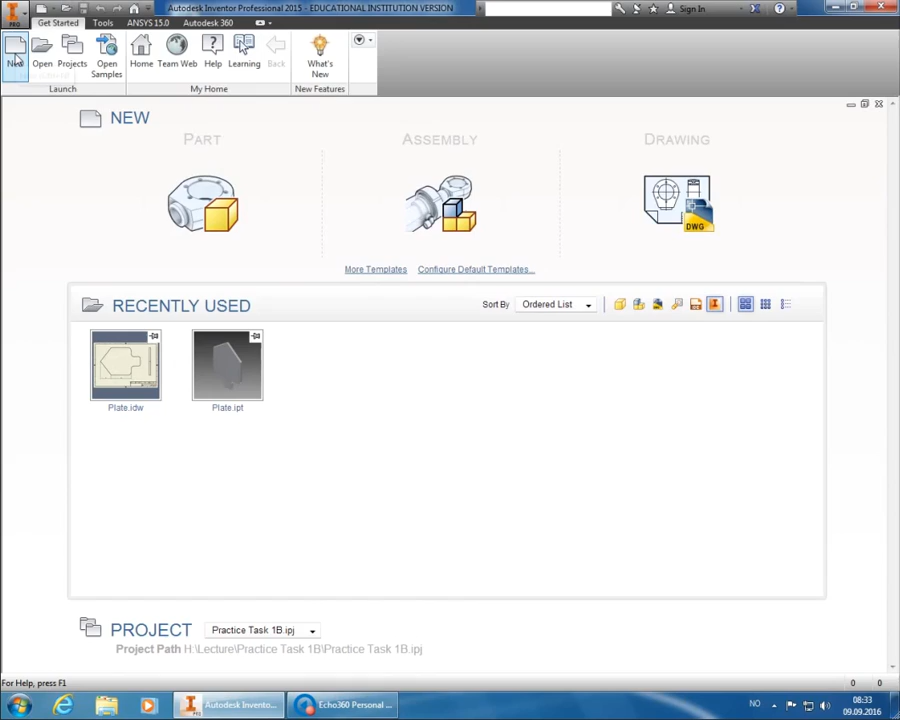 Autodesk Inventor Professional 2015 - EDUCATIONAL INSTITUTION VERSION
Sign In
PRO
Get Started Tools ANSYS 15.0 Autodesk 360
New Open Projects Open Samples Home Team Web Help Learning Back What's New
Launch My Home New Features
NEW
PART ASSEMBLY DRAWING
DWG
More Templates Configure Default Templates...
RECENTLY USED
Sort By Ordered List
Plate.idw Plate.ipt
PROJECT Practice Task 1B.ipj
Project Path H:\Lecture\Practice Task 1B\Practice Task 1B.ipj
For Help, press F1
0 0
Autodesk Invento... Echo360 Personal ...
NO
08:33
09.09.2016